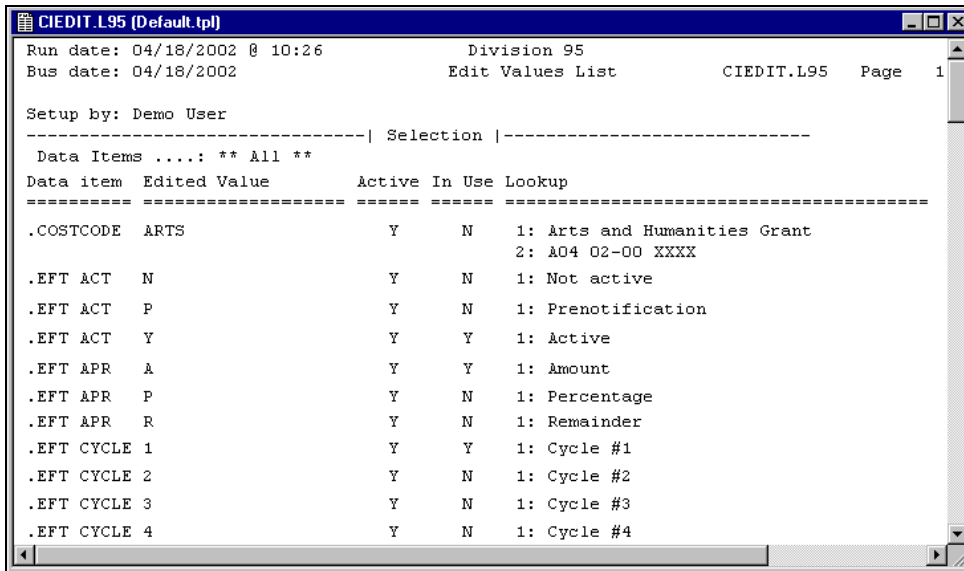 CIEDIT.L95 (Default.tpl)
Run date: 04/18/2002 @ 10:26 Division 95
Bus date: 04/18/2002 Edit Values List CIEDIT.L95 Page 1
Setup by: Demo User
--------------------------------| Selection |-----------------------------
Data Items ....: ** All **
Data item Edited Value Active In Use Lookup
========== =================== ====== ====== ========================================
.COSTCODE ARTS Y N 1: Arts and Humanities Grant
2: A04 02-00 XXXX
.EFT ACT N Y N 1: Not active
.EFT ACT P Y N 1: Prenotification
.EFT ACT Y Y Y 1: Active
.EFT APR A Y Y 1: Amount
.EFT APR P Y N 1: Percentage
.EFT APR R Y N 1: Remainder
.EFT CYCLE 1 Y Y 1: Cycle #1
.EFT CYCLE 2 Y N 1: Cycle #2
.EFT CYCLE 3 Y N 1: Cycle #3
.EFT CYCLE 4 Y N 1: Cycle #4